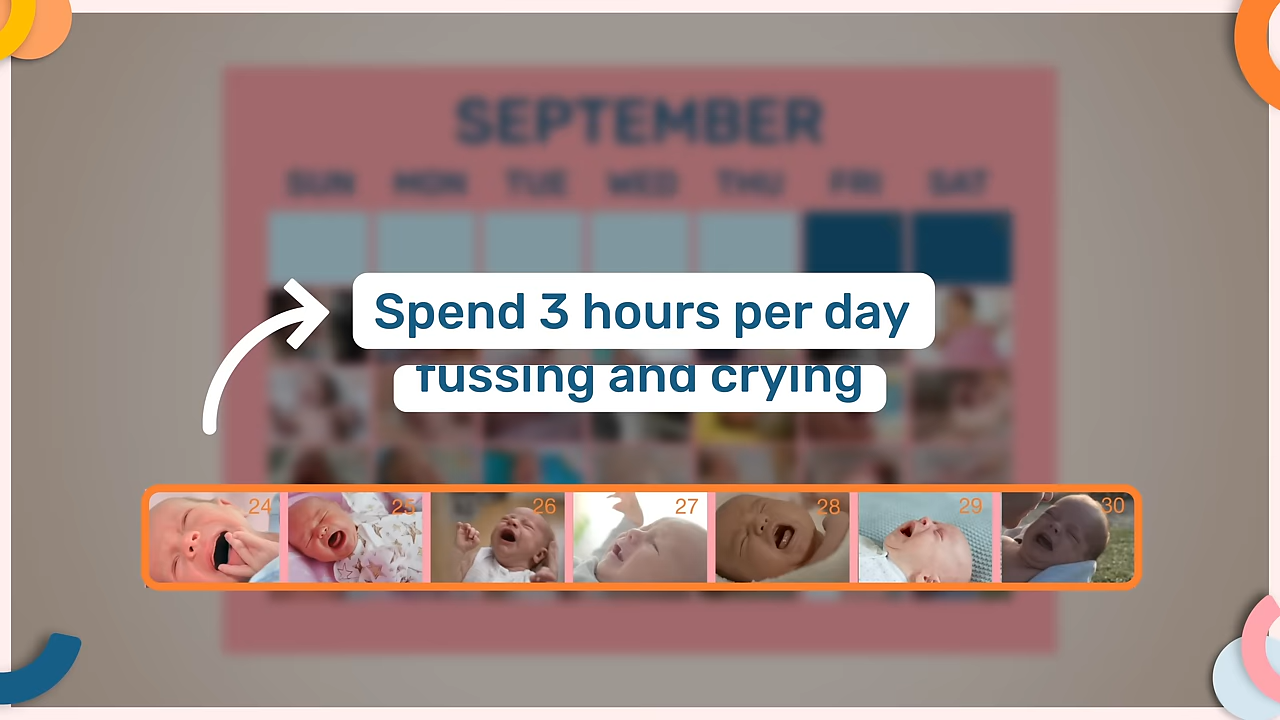 SEPTEMBER
SUN MON TUE WED THU FRI SAT
Spend 3 hours per day
fussing and crying
24 25 26 27 28 29 30